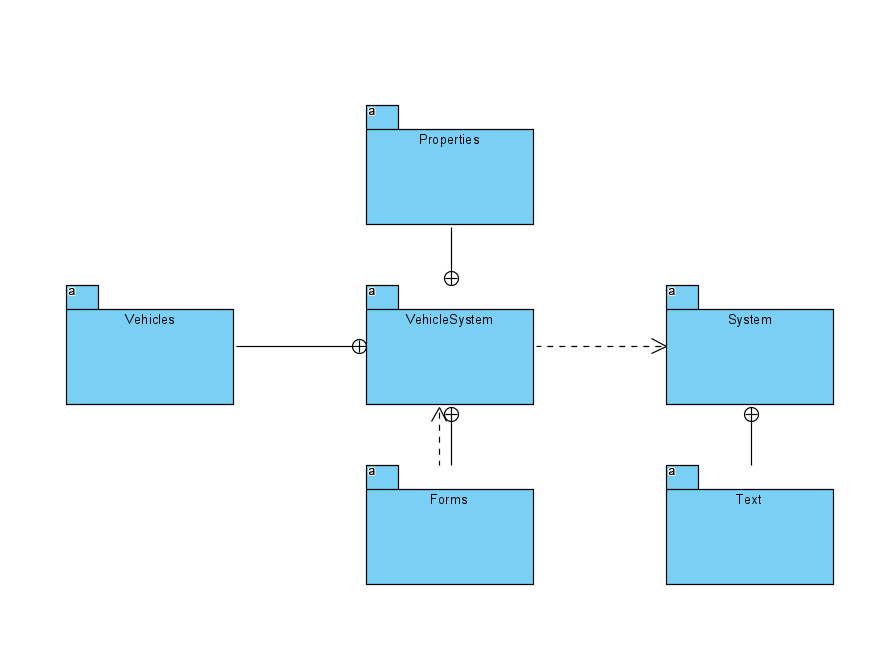 a
Properties
a
Vehicles
a
VehicleSystem
a
System
a
Forms
a
Text